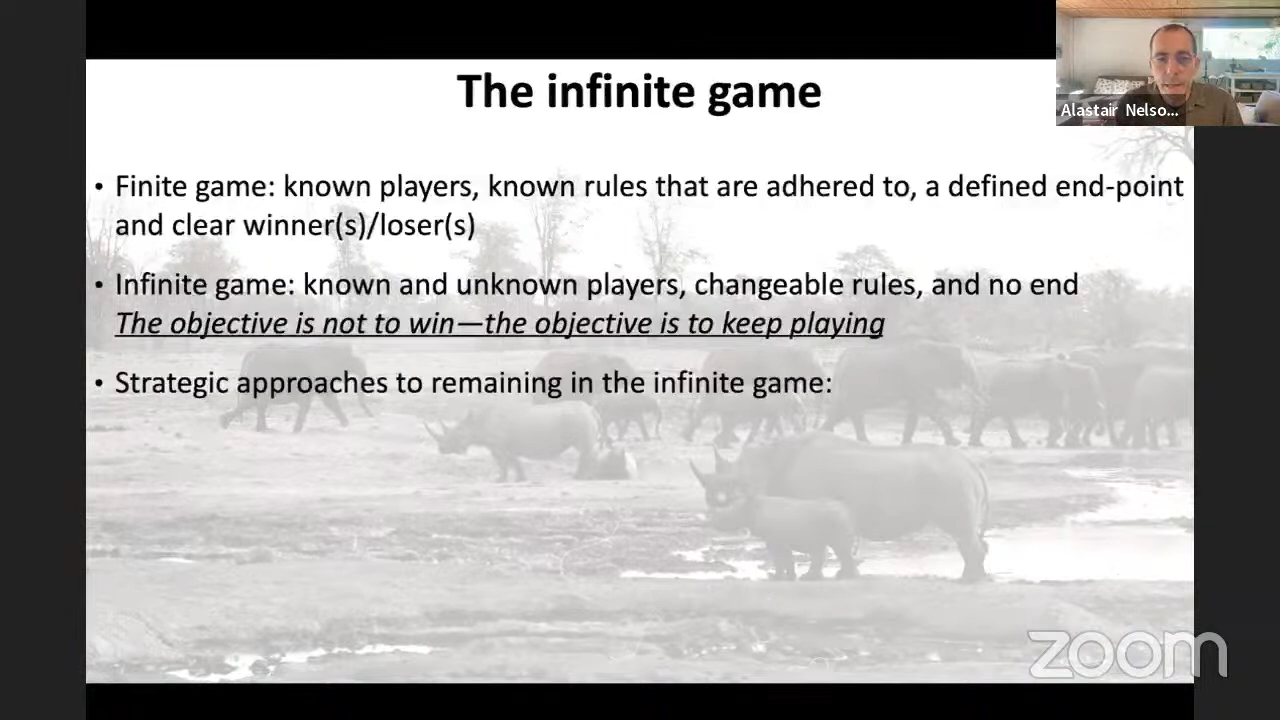 The infinite game
Alastair Nelso...
• Finite game: known players, known rules that are adhered to, a defined end-point
and clear winner(s)/loser(s)
• Infinite game: known and unknown players, changeable rules, and no end
The objective is not to win—the objective is to keep playing
• Strategic approaches to remaining in the infinite game:
zoom